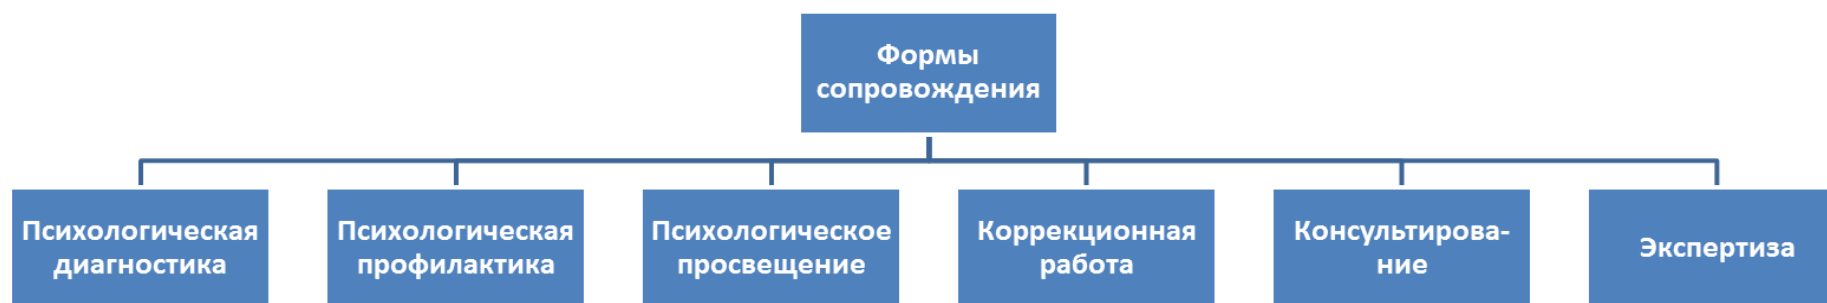 Формы
сопровождения
Психологическая
диагностика
Психологическая
профилактика
Психологическое
просвещение
Коррекционная
работа
Консультирова-
ние
Экспертиза